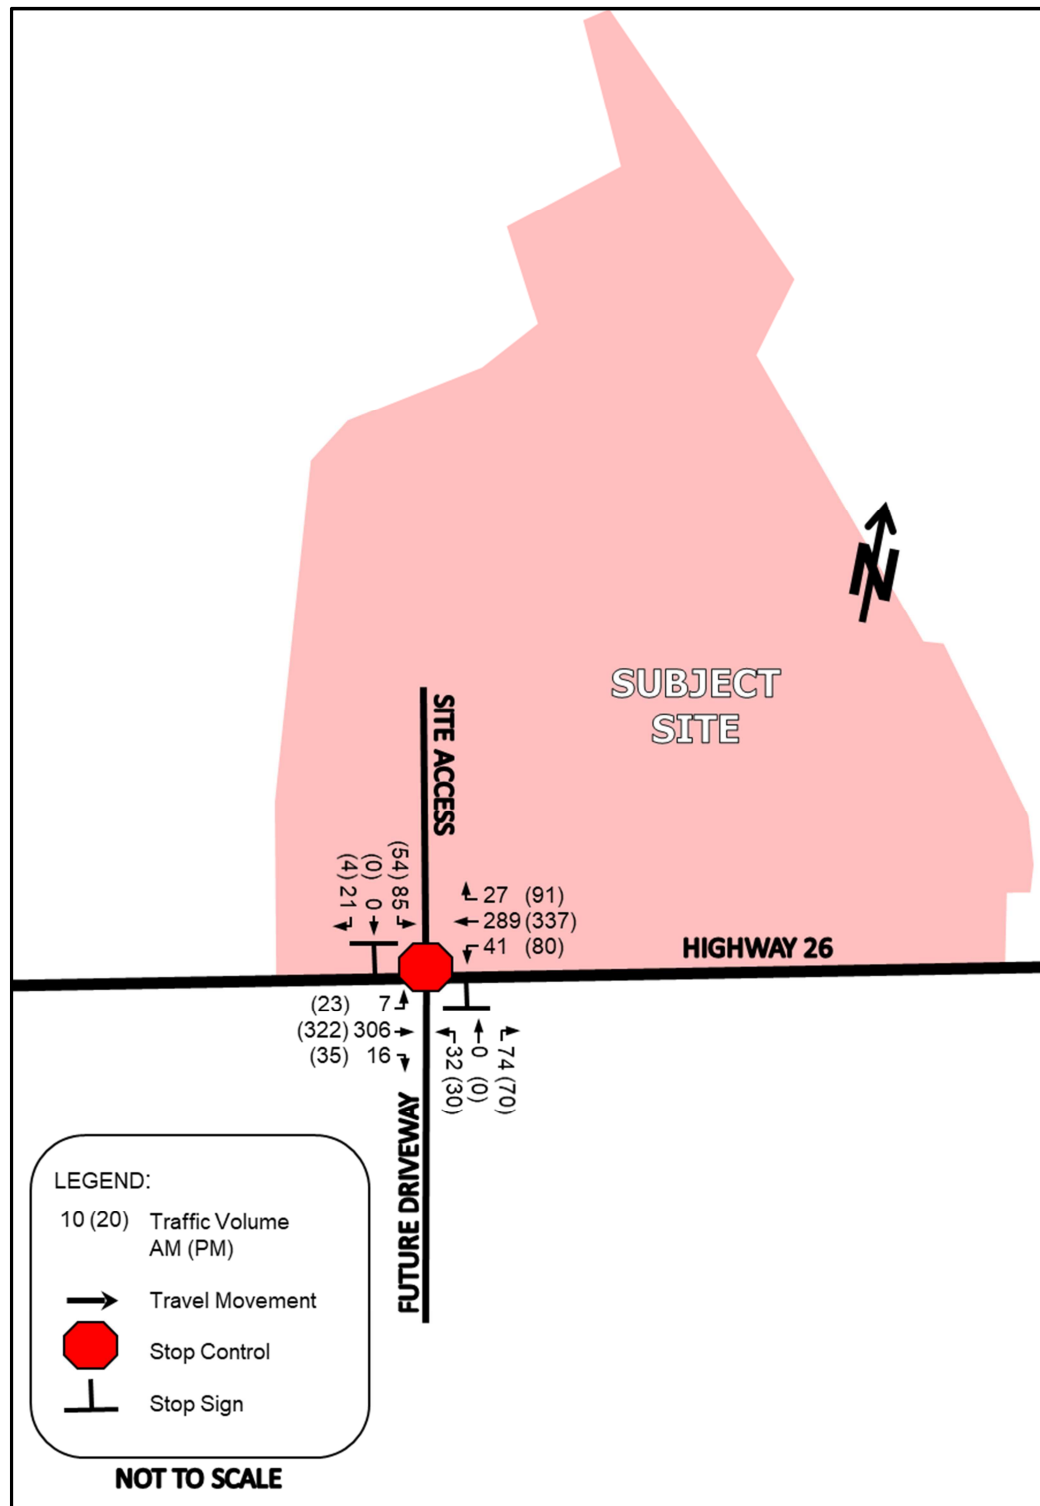 N
SUBJECT
SITE
SITE ACCESS
(4) 21
(0) 0
(54) 85
27 (91)
289 (337)
41 (80)
HIGHWAY 26
(23) 7
(322) 306
(35) 16
32 (30)
0 (0)
74 (70)
FUTURE DRIVEWAY
LEGEND:
10 (20) Traffic Volume
AM (PM)
Travel Movement
Stop Control
Stop Sign
NOT TO SCALE